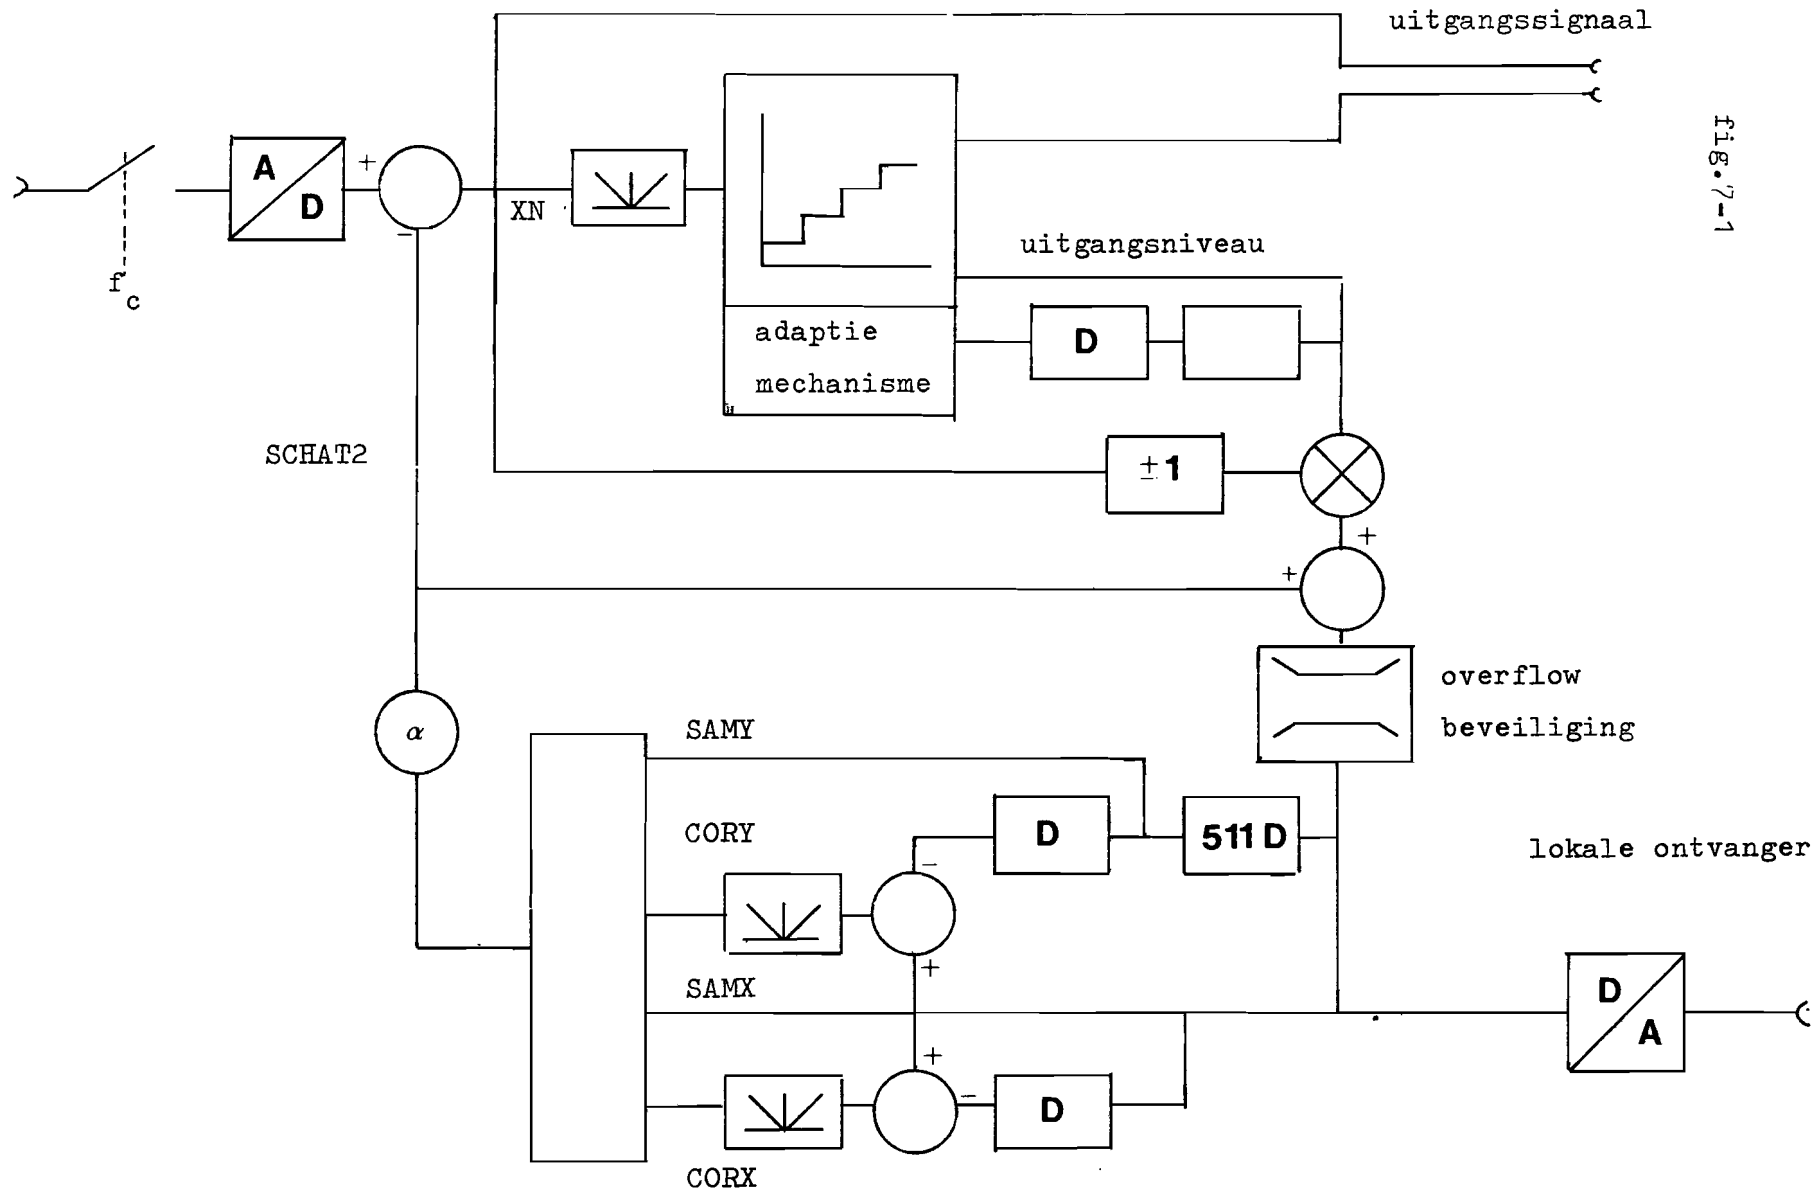 uitgangssignaal
fig.7-1
A
D
+
-
XN
f c
uitgangsniveau
adaptie
mechanisme
D
SCHAT2
±1
+
+
overflow
beveiliging
α
SAMY
CORY
D
511 D
lokale ontvanger
-
+
SAMX
D
A
+
-
D
CORX